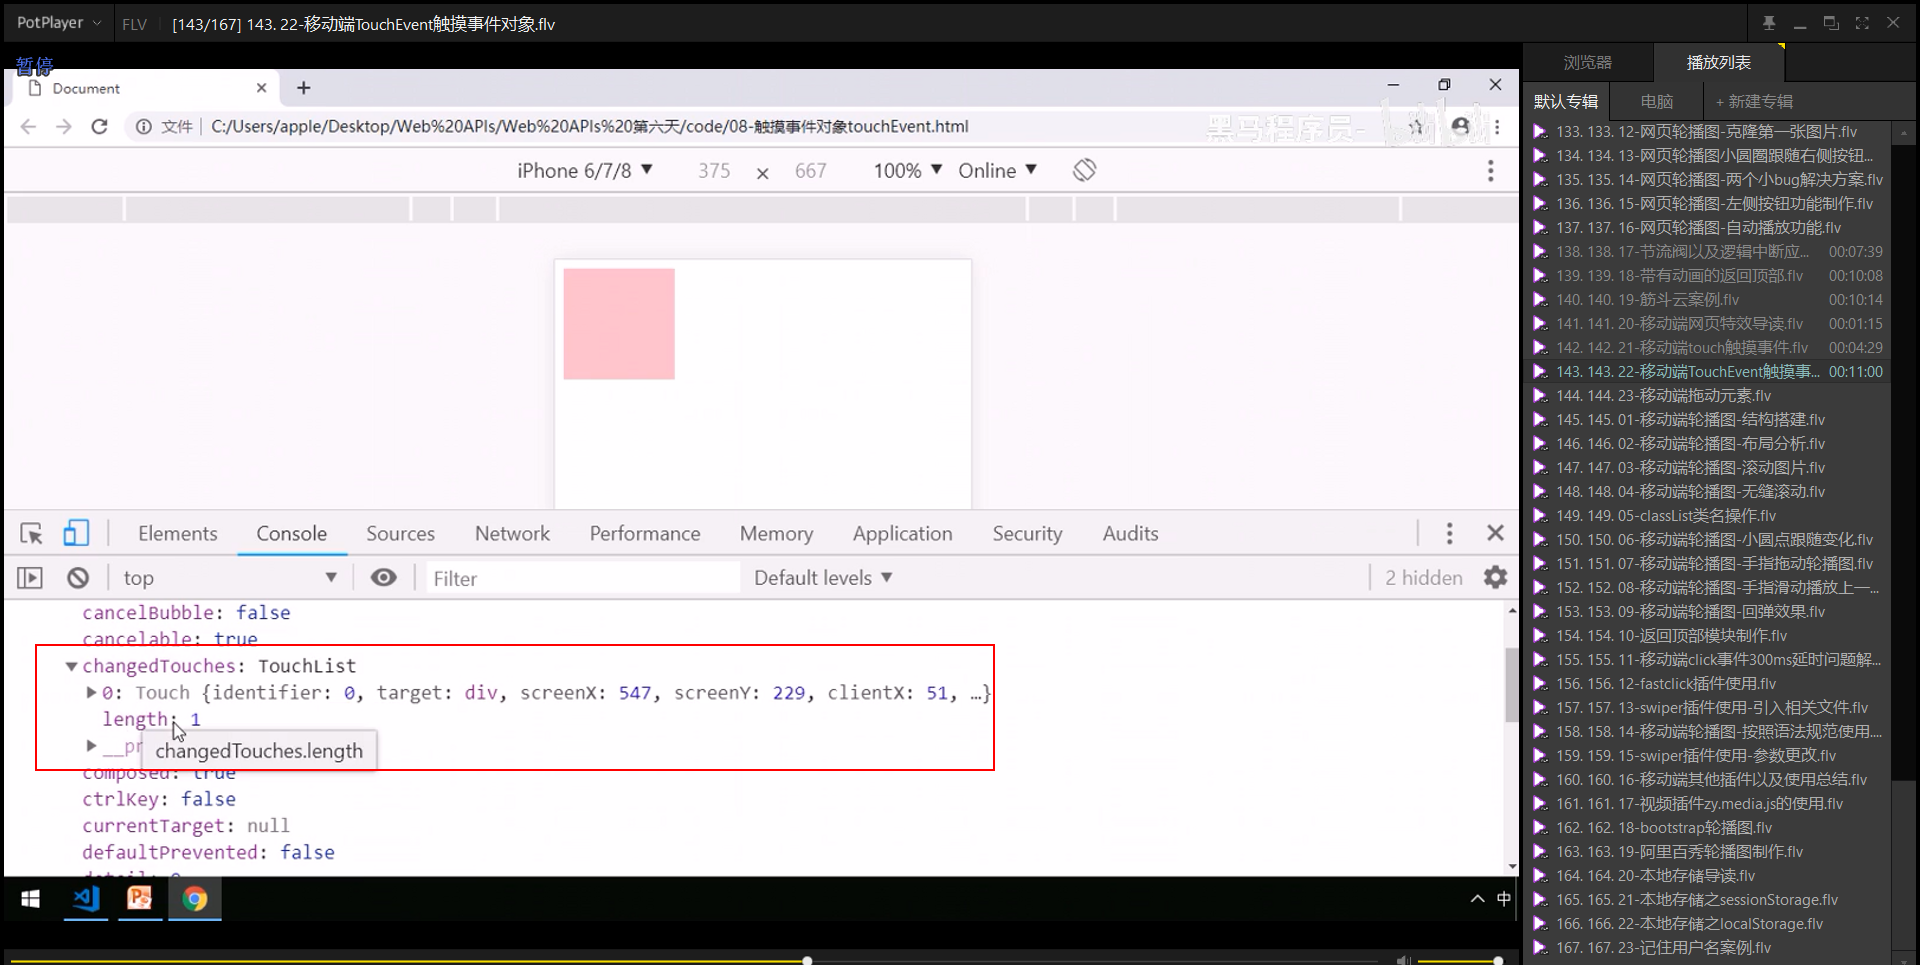 PotPlayer
FLV
[143/167] 143. 22-移动端TouchEvent触摸事件对象.flv
暂停
Document
文件
C:/Users/apple/Desktop/Web%20APIs/Web%20APIs%20第六天/code/08-触摸事件对象touchEvent.html
黑马程序员-
bilibili
iPhone 6/7/8 ▼ 375 × 667 100% ▼ Online ▼
Elements Console Sources Network Performance Memory Application Security Audits
top ▼ Filter Default levels ▼ 2 hidden
cancelBubble: false
cancelable: true
▼changedTouches: TouchList
▶0: Touch {identifier: 0, target: div, screenX: 547, screenY: 229, clientX: 51, …}
length: 1
▶__pr
changedTouches.length
composed: true
ctrlKey: false
currentTarget: null
defaultPrevented: false
detail: 0
中
浏览器 播放列表
默认专辑 电脑 + 新建专辑
133. 133. 12-网页轮播图-克隆第一张图片.flv
134. 134. 13-网页轮播图小圆圈跟随右侧按钮...
135. 135. 14-网页轮播图-两个小bug解决方案.flv
136. 136. 15-网页轮播图-左侧按钮功能制作.flv
137. 137. 16-网页轮播图-自动播放功能.flv
138. 138. 17-节流阀以及逻辑中断应... 00:07:39
139. 139. 18-带有动画的返回顶部.flv 00:10:08
140. 140. 19-筋斗云案例.flv 00:10:14
141. 141. 20-移动端网页特效导读.flv 00:01:15
142. 142. 21-移动端touch触摸事件.flv 00:04:29
143. 143. 22-移动端TouchEvent触摸事... 00:11:00
144. 144. 23-移动端拖动元素.flv
145. 145. 01-移动端轮播图-结构搭建.flv
146. 146. 02-移动端轮播图-布局分析.flv
147. 147. 03-移动端轮播图-滚动图片.flv
148. 148. 04-移动端轮播图-无缝滚动.flv
149. 149. 05-classList类名操作.flv
150. 150. 06-移动端轮播图-小圆点跟随变化.flv
151. 151. 07-移动端轮播图-手指拖动轮播图.flv
152. 152. 08-移动端轮播图-手指滑动播放上一...
153. 153. 09-移动端轮播图-回弹效果.flv
154. 154. 10-返回顶部模块制作.flv
155. 155. 11-移动端click事件300ms延时问题解...
156. 156. 12-fastclick插件使用.flv
157. 157. 13-swiper插件使用-引入相关文件.flv
158. 158. 14-移动端轮播图-按照语法规范使用....
159. 159. 15-swiper插件使用-参数更改.flv
160. 160. 16-移动端其他插件以及使用总结.flv
161. 161. 17-视频插件zy.media.js的使用.flv
162. 162. 18-bootstrap轮播图.flv
163. 163. 19-阿里百秀轮播图制作.flv
164. 164. 20-本地存储导读.flv
165. 165. 21-本地存储之sessionStorage.flv
166. 166. 22-本地存储之localStorage.flv
167. 167. 23-记住用户名案例.flv